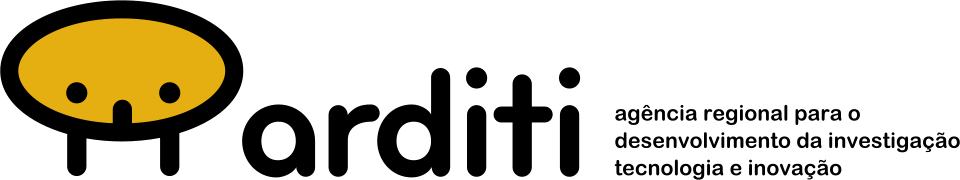 arditi
agência regional para o
desenvolvimento da investigação
tecnologia e inovação